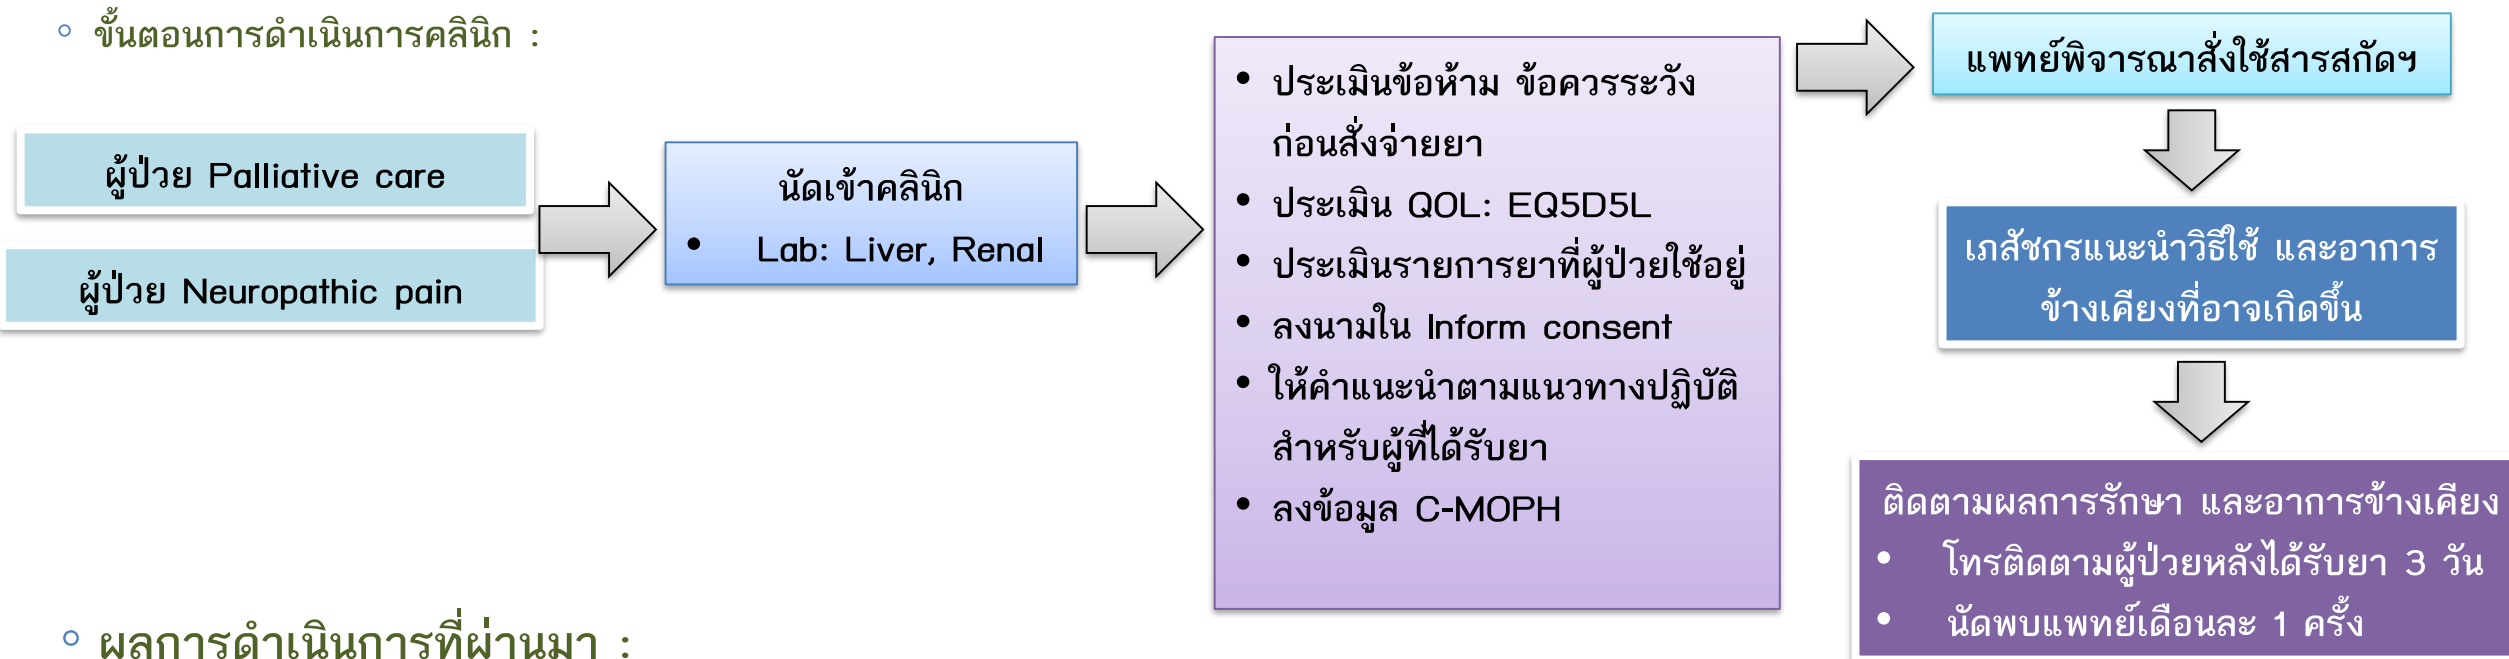 ◦ ขั้นตอนการดำเนินการคลินิก :
ผู้ป่วย Palliative care
ผู้ป่วย Neuropathic pain
นัดเข้าคลินิก
• Lab: Liver, Renal
• ประเมินข้อห้าม ข้อควรระวัง
ก่อนสั่งจ่ายยา
• ประเมิน QOL: EQ5D5L
• ประเมินรายการยาที่ผู้ป่วยใช้อยู่
• ลงนามใน Inform consent
• ให้คำแนะนำตามแนวทางปฏิบัติ
สำหรับผู้ที่ได้รับยา
• ลงข้อมูล C-MOPH
แพทย์พิจารณาสั่งใช้สารสกัดฯ
เภสัชกรแนะนำวิธีใช้ และอาการ
ข้างเคียงที่อาจเกิดขึ้น
ติดตามผลการรักษา และอาการข้างเคียง
• โทรติดตามผู้ป่วยหลังได้รับยา 3 วัน
• นัดพบแพทย์เดือนละ 1 ครั้ง
◦ ผลการดำเนินการที่ผ่านมา :